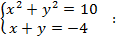 {x² + y² = 10
x + y = −4 :